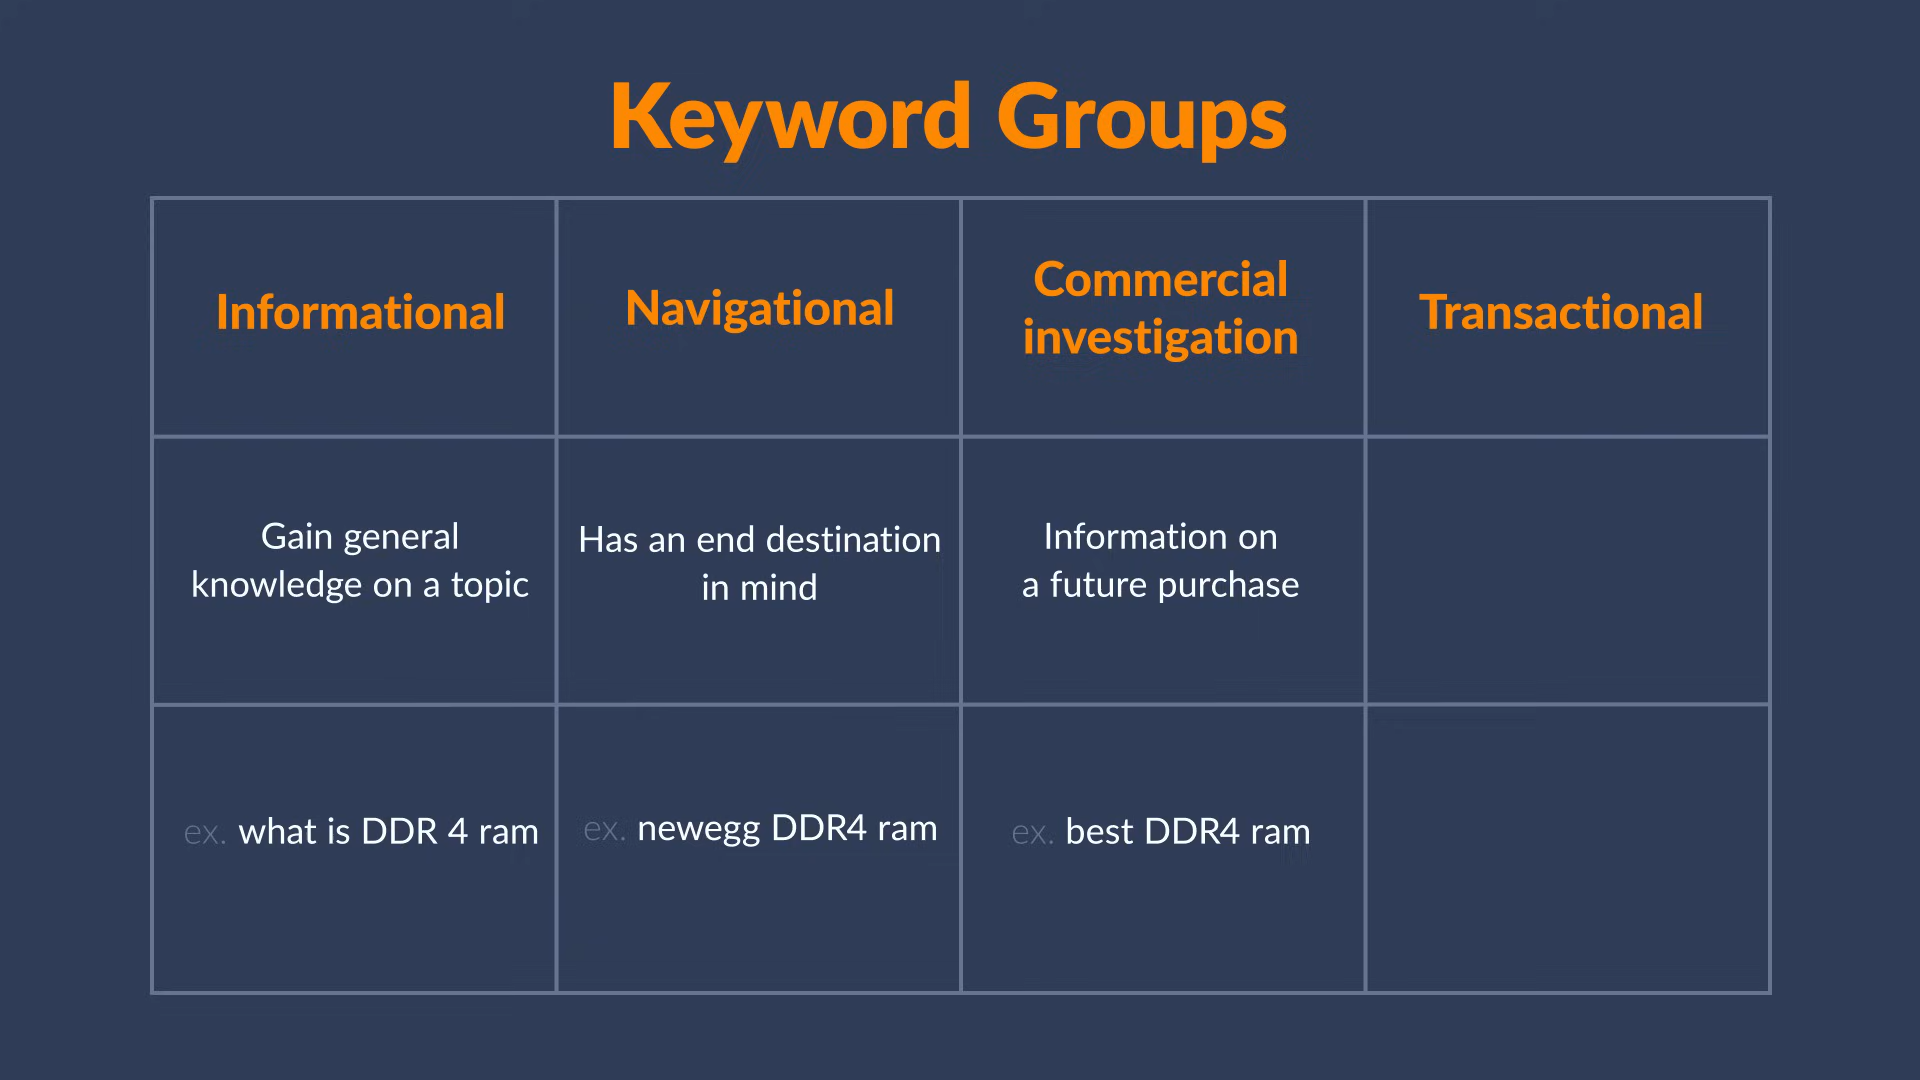 Keyword Groups
Informational
Navigational
Commercial
investigation
Transactional
Gain general
knowledge on a topic
Has an end destination
in mind
Information on
a future purchase
ex. what is DDR 4 ram
ex. newegg DDR4 ram
ex. best DDR4 ram